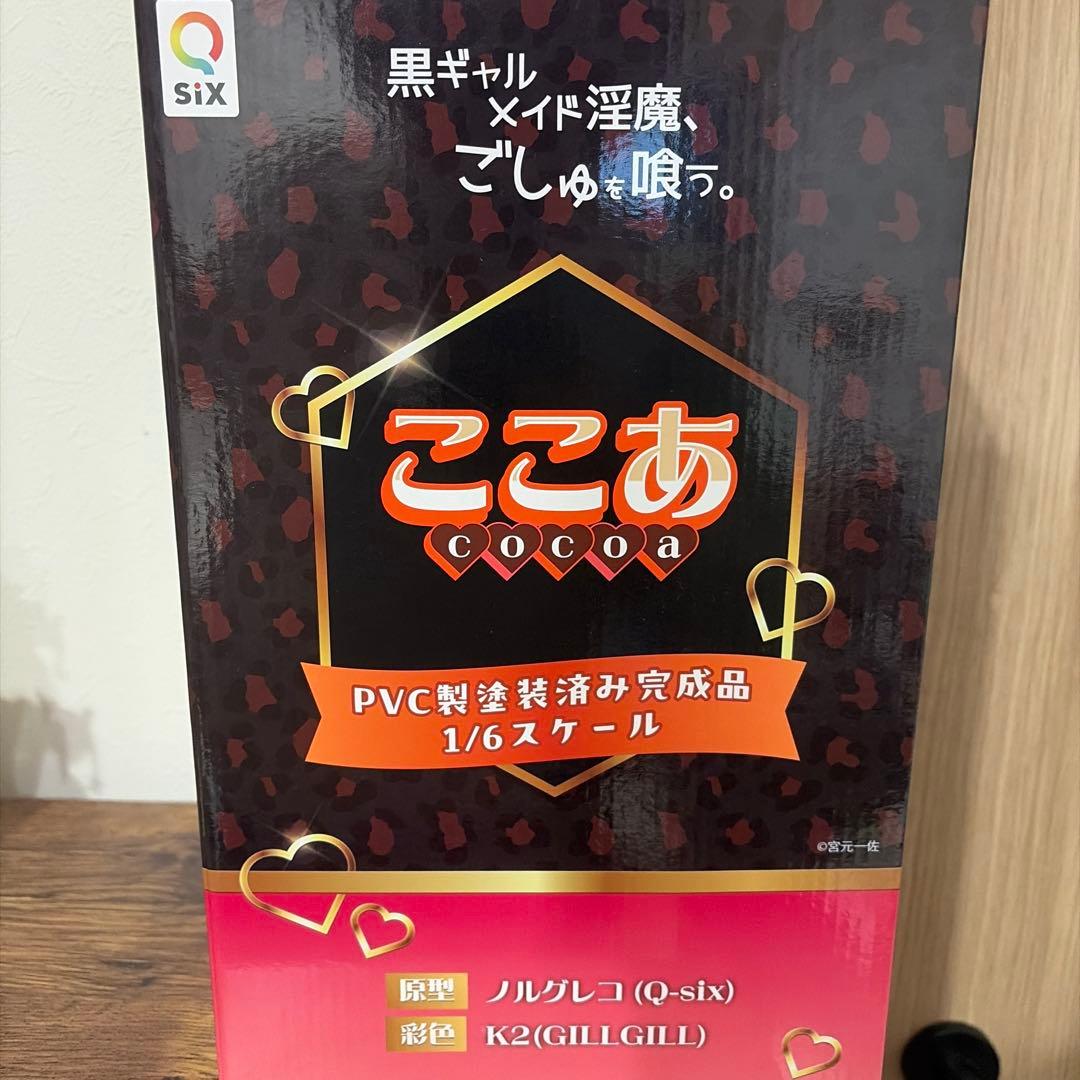 Q
SiX
黒ギャル
メイド淫魔、
ごしゅを喰う。
ここあ
cocoa
PVC製塗装済み完成品
1/6スケール
©宮元一佐
原型 ノルグレコ (Q-six)
彩色 K2(GILLGILL)